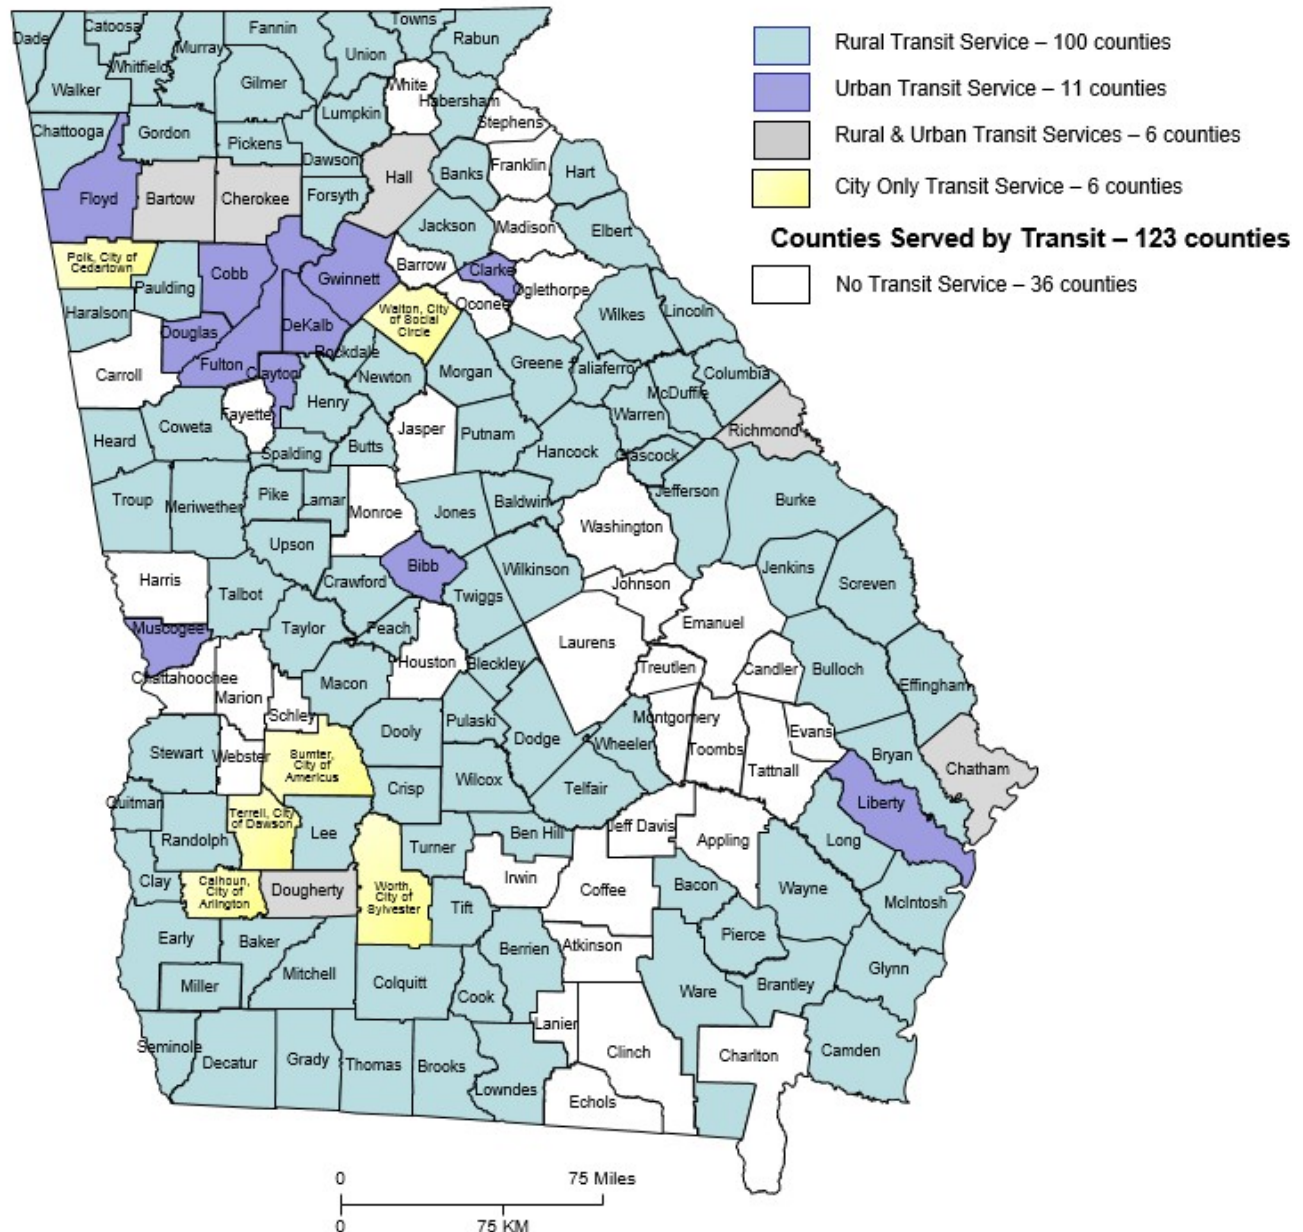 Rural Transit Service – 100 counties
Urban Transit Service – 11 counties
Rural & Urban Transit Services – 6 counties
City Only Transit Service – 6 counties
Counties Served by Transit – 123 counties
No Transit Service – 36 counties
Dade
Catoosa
Whitfield
Murray
Fannin
Towns
Union
Rabun
Walker
Gilmer
White
Habersham
Lumpkin
Stephens
Chattooga
Gordon
Pickens
Dawson
Hall
Banks
Franklin
Hart
Floyd
Bartow
Cherokee
Forsyth
Jackson
Madison
Elbert
Polk, City of
Cedartown
Paulding
Cobb
Gwinnett
Barrow
Clarke
Oconee
Oglethorpe
Haralson
Douglas
DeKalb
Walton, City
of Social
Circle
Wilkes
Lincoln
Carroll
Fulton
Clayton
Rockdale
Newton
Morgan
Greene
Taliaferro
Columbia
McDuffie
Warren
Heard
Coweta
Fayette
Henry
Spalding
Butts
Jasper
Putnam
Hancock
Glascock
Richmond
Troup
Meriwether
Pike
Lamar
Monroe
Jones
Baldwin
Washington
Jefferson
Burke
Upson
Bibb
Wilkinson
Johnson
Jenkins
Screven
Harris
Talbot
Crawford
Twiggs
Muscogee
Taylor
Peach
Houston
Bleckley
Laurens
Emanuel
Treutlen
Candler
Bulloch
Effingham
Chattahoochee
Marion
Schley
Macon
Dooly
Pulaski
Dodge
Wheeler
Montgomery
Toombs
Tattnall
Evans
Bryan
Chatham
Stewart
Webster
Sumter,
City of
Americus
Crisp
Wilcox
Telfair
Liberty
Quitman
Randolph
Terrell, City
of Dawson
Lee
Turner
Ben Hill
Jeff Davis
Appling
Long
Clay
Calhoun,
City of
Arlington
Dougherty
Worth,
City of
Sylvester
Tift
Irwin
Coffee
Bacon
Wayne
McIntosh
Early
Baker
Mitchell
Colquitt
Berrien
Atkinson
Pierce
Miller
Cook
Ware
Brantley
Glynn
Seminole
Decatur
Grady
Thomas
Brooks
Lowndes
Lanier
Clinch
Echols
Charlton
Camden
0
75 Miles
0
75 KM